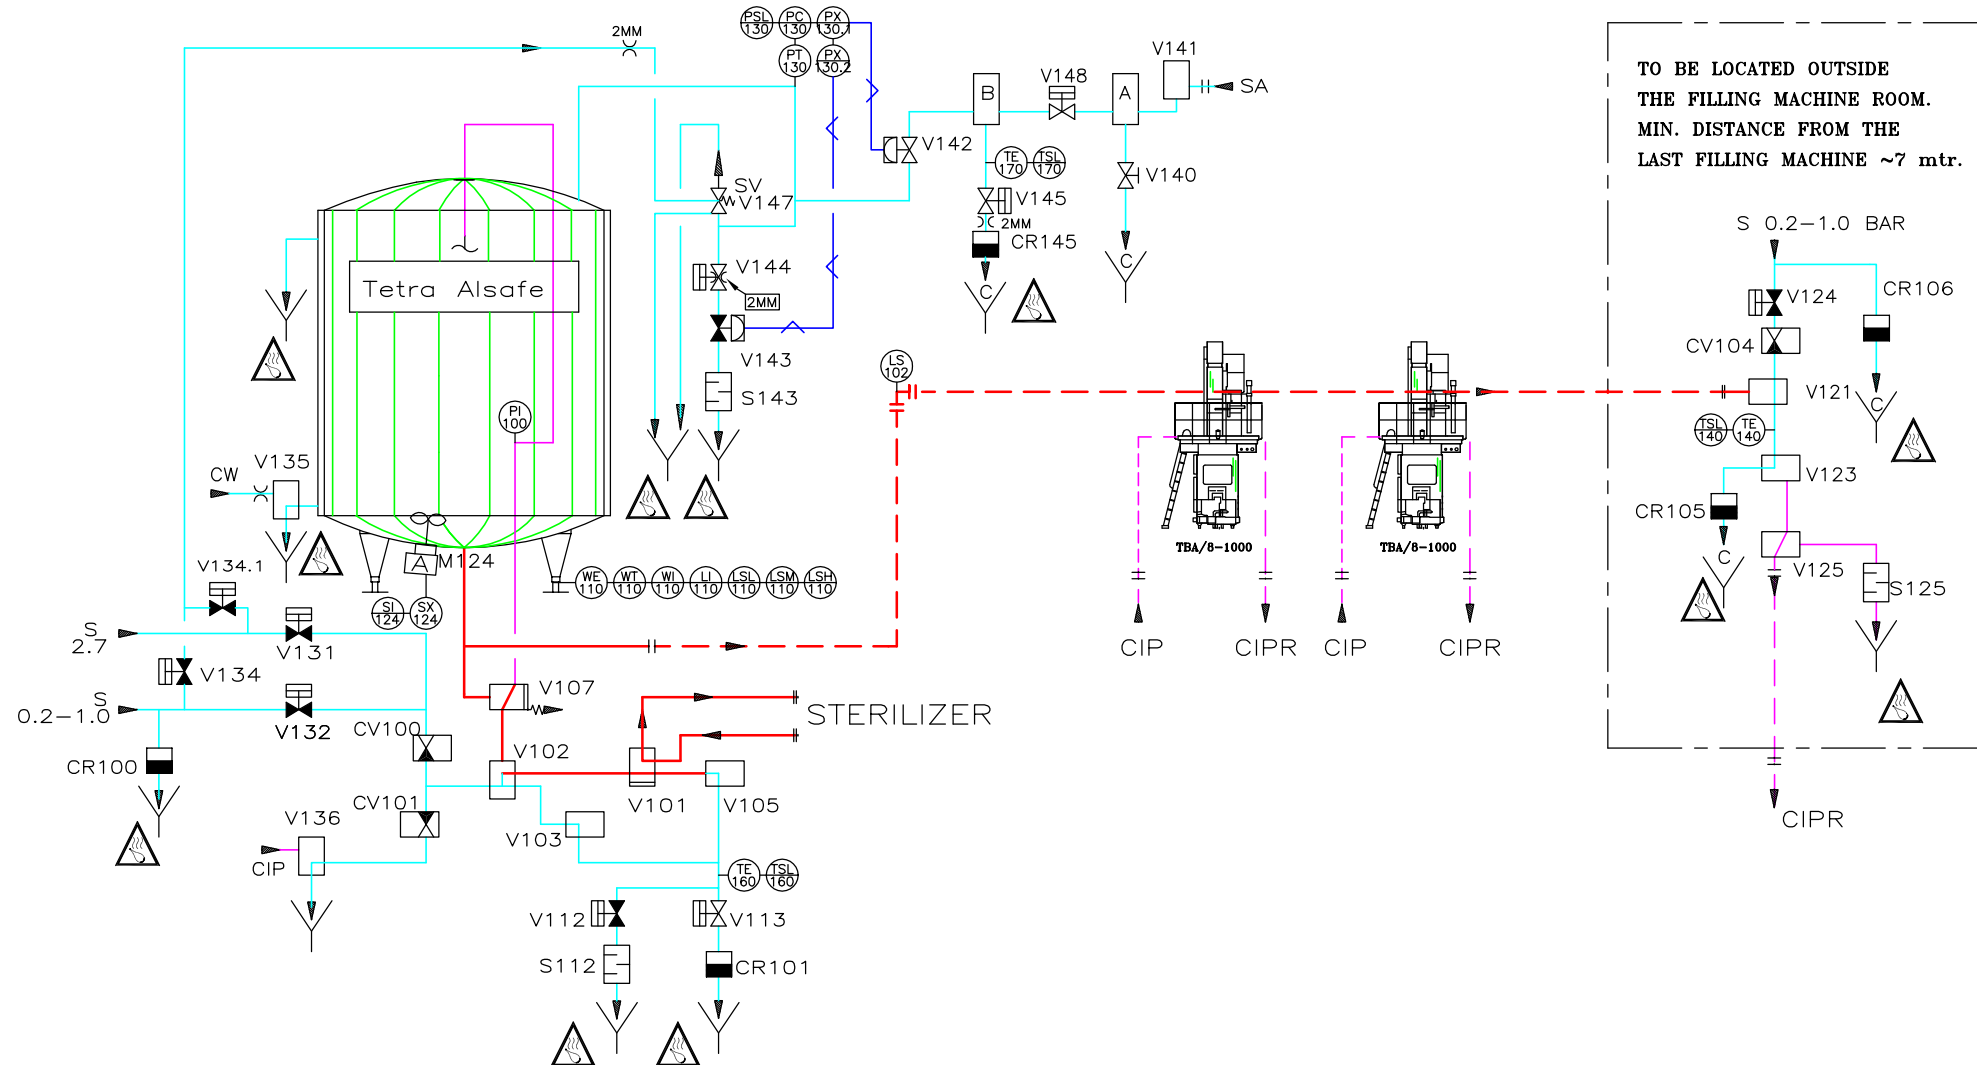 2MM
PSL 130
PC 130
PX 130.1
PT 130
PX 130.2
V141
V148
B
A
SA
V142
TE 170
TSL 170
V140
SV
V147
V145
2MM
CR145
C
C
V144
2MM
V143
S143
Tetra Alsafe
PI 100
LS 102
TO BE LOCATED OUTSIDE
THE FILLING MACHINE ROOM.
MIN. DISTANCE FROM THE
LAST FILLING MACHINE ~7 mtr.
S 0.2-1.0 BAR
CR106
V124
CV104
V121
C
TSL 140
TE 140
V123
CR105
C
V125
S125
CIPR
TBA/8-1000
TBA/8-1000
CIP
CIPR
CIP
CIPR
V135
CW
V134.1
A
M124
SI 124
SX 124
WE 110
WT 110
WI 110
LI 110
LSL 110
LSM 110
LSH 110
S
2.7
V131
V134
S
0.2-1.0
V132
CV100
CR100
V107
STERILIZER
V102
V101
V105
CV101
V136
V103
CIP
TE 160
TSL 160
V112
V113
S112
CR101